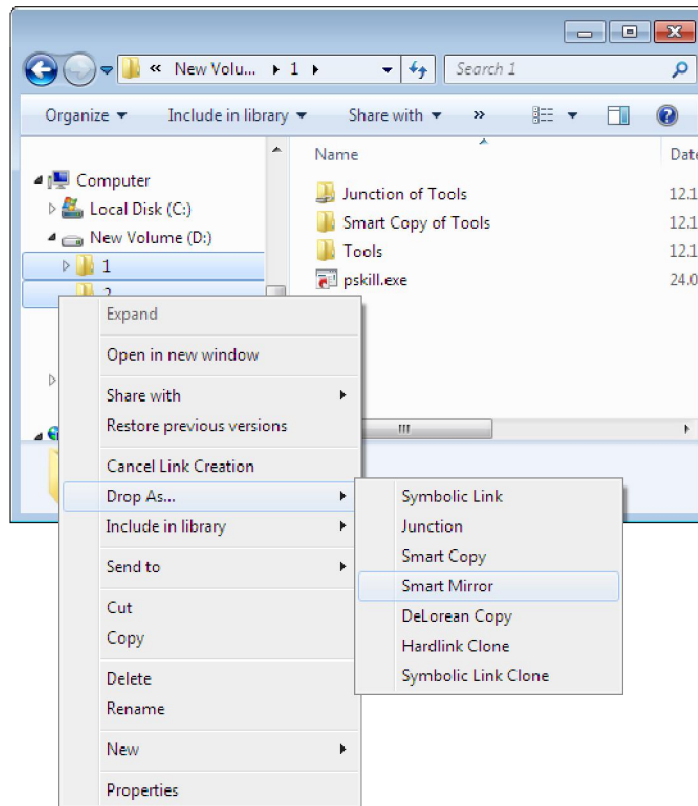 « New Volu... 1 Search 1
Organize Include in library Share with »
Name Date
Computer
Local Disk (C:)
New Volume (D:)
1
2
Junction of Tools 12.1
Smart Copy of Tools 12.1
Tools 12.1
pskill.exe 24.0
Expand
Open in new window
Share with
Restore previous versions
Cancel Link Creation
Drop As...
Include in library
Send to
Cut
Copy
Delete
Rename
New
Properties
Symbolic Link
Junction
Smart Copy
Smart Mirror
DeLorean Copy
Hardlink Clone
Symbolic Link Clone